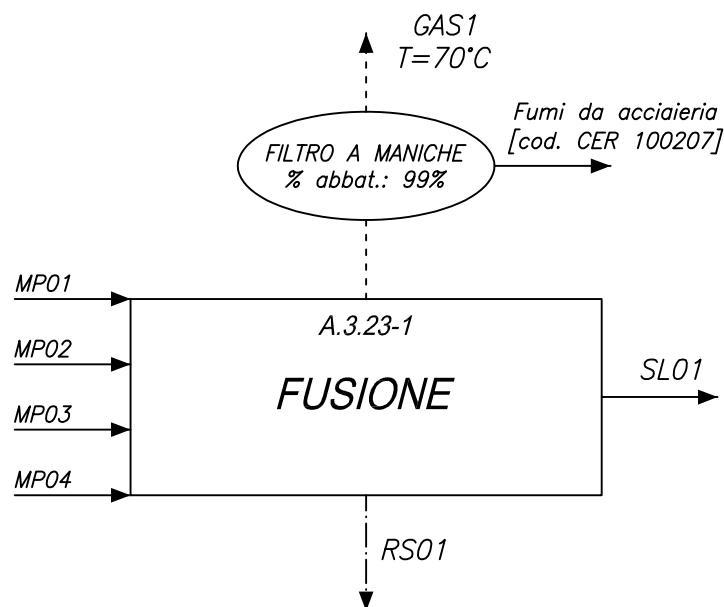 GAS1
T=70°C
Fumi da acciaieria
[cod. CER 100207]
FILTRO A MANICHE
% abbat.: 99%
MP01
A.3.23-1
MP02
FUSIONE
SL01
MP03
MP04
RS01